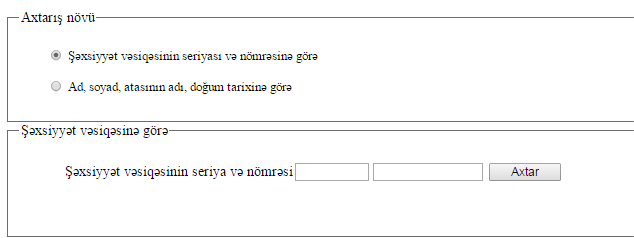 Axtarış növü
Şəxsiyyət vəsiqəsinin seriyası və nömrəsinə görə
Ad, soyad, atasının adı, doğum tarixinə görə
Şəxsiyyət vəsiqəsinə görə
Şəxsiyyət vəsiqəsinin seriya və nömrəsi Axtar